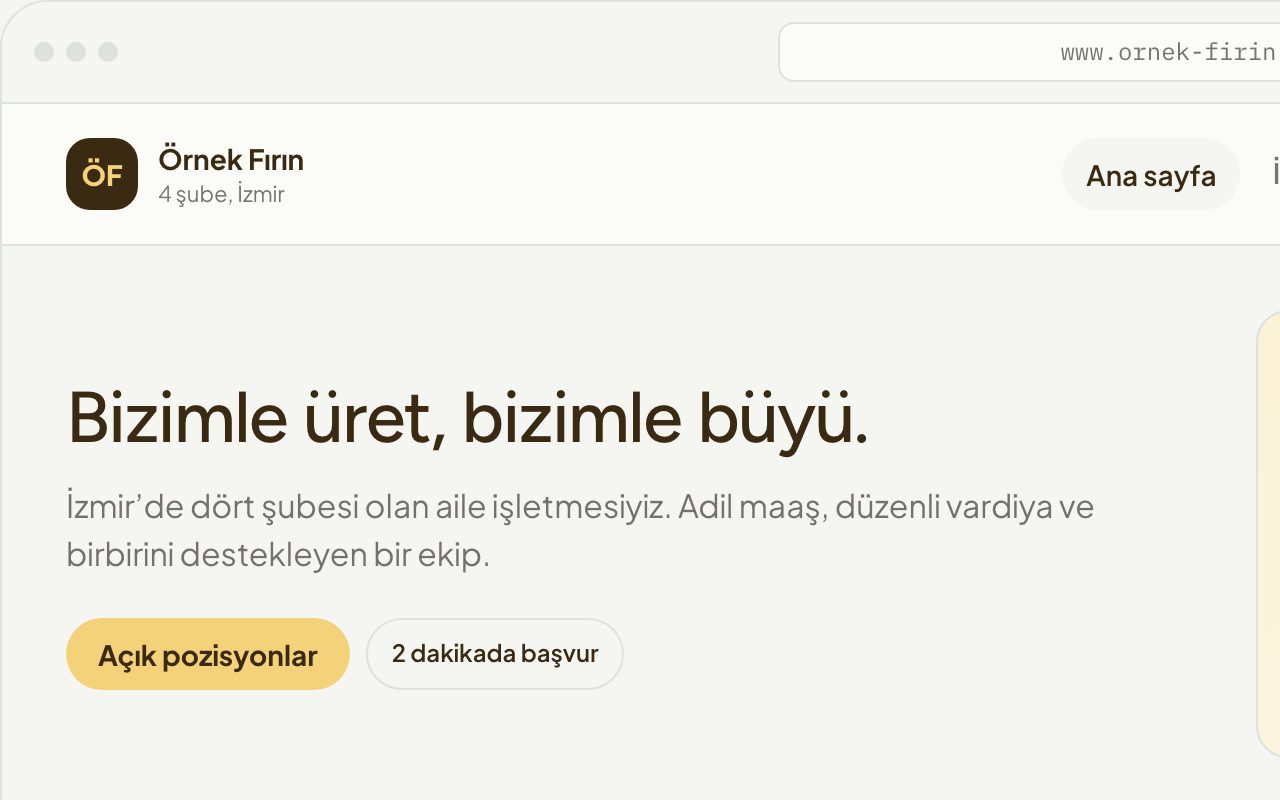 www.ornek-firin
ÖF
Örnek Fırın
4 şube, İzmir
Ana sayfa
Bizimle üret, bizimle büyü.
İzmir’de dört şubesi olan aile işletmesiyiz. Adil maaş, düzenli vardiya ve
birbirini destekleyen bir ekip.
Açık pozisyonlar
2 dakikada başvur